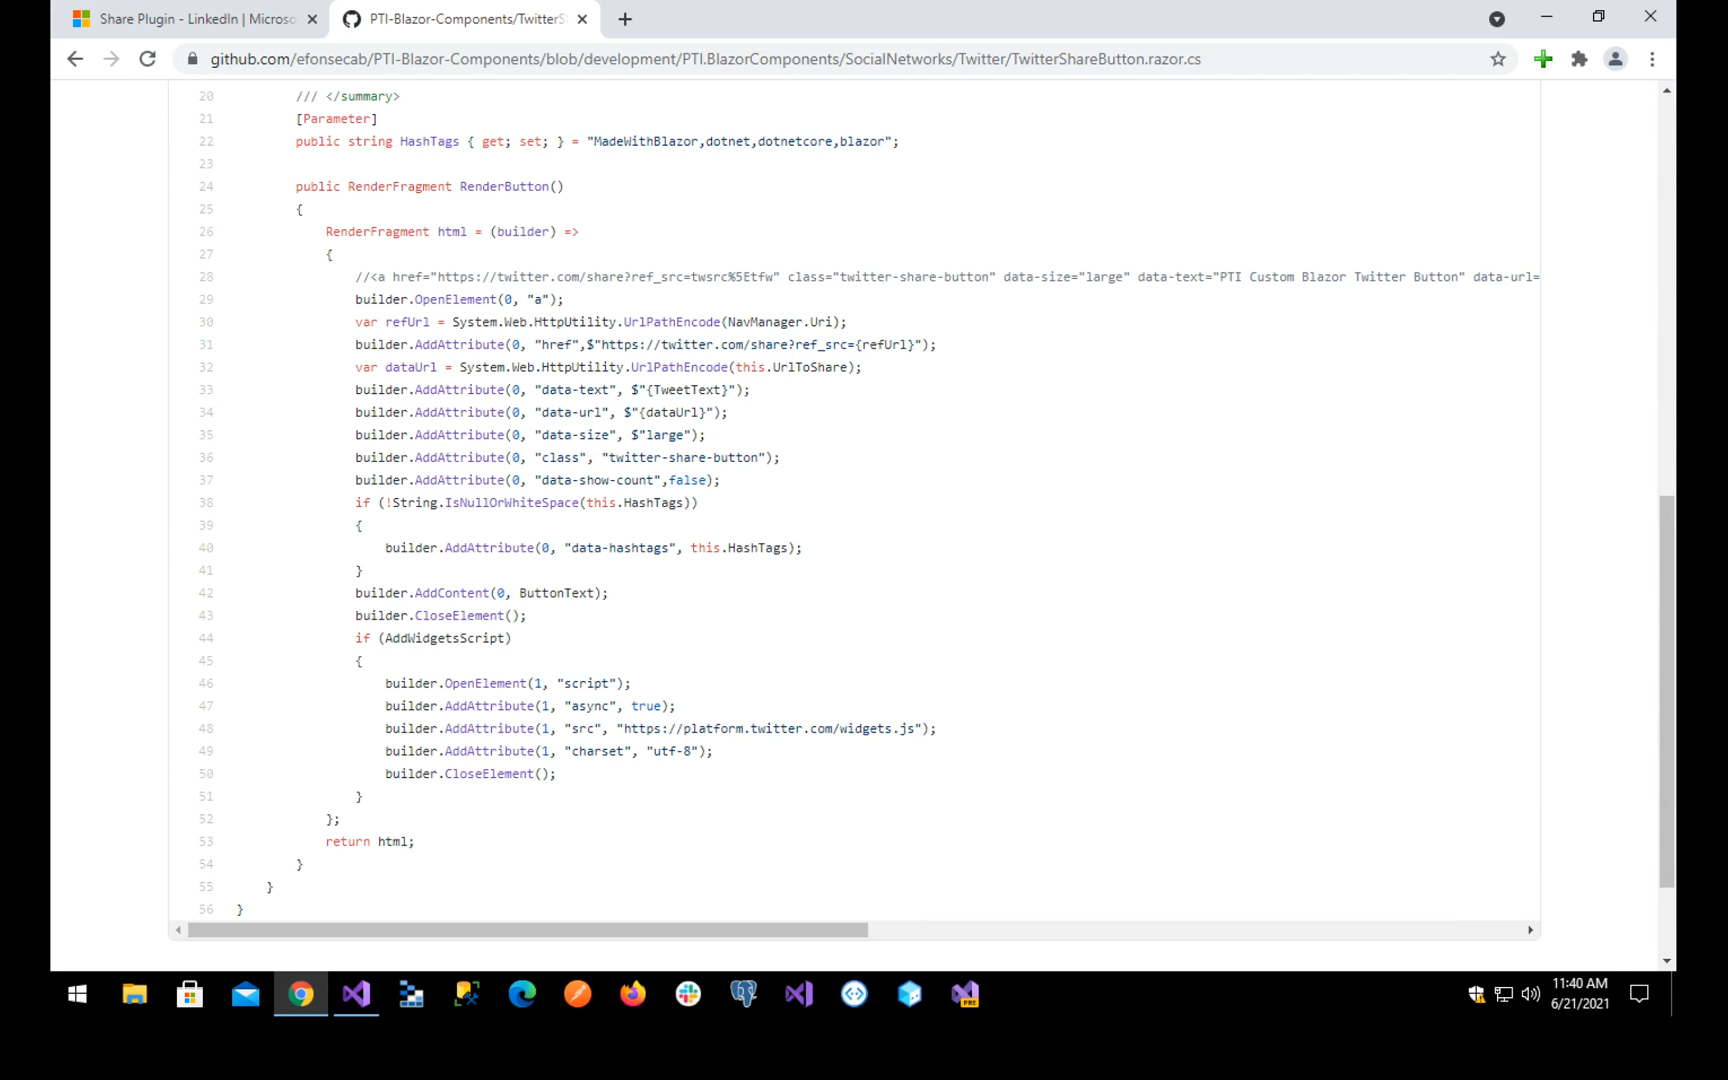 Share Plugin - LinkedIn | Microso
PTI-Blazor-Components/TwitterS
github.com/efonsecab/PTI-Blazor-Components/blob/development/PTI.BlazorComponents/SocialNetworks/Twitter/TwitterShareButton.razor.cs
20 /// </summary>
21 [Parameter]
22 public string HashTags { get; set; } = "MadeWithBlazor,dotnet,dotnetcore,blazor";
23
24 public RenderFragment RenderButton()
25 {
26 RenderFragment html = (builder) =>
27 {
28 //<a href="https://twitter.com/share?ref_src=twsrc%5Etfw" class="twitter-share-button" data-size="large" data-text="PTI Custom Blazor Twitter Button" data-url=
29 builder.OpenElement(0, "a");
30 var refUrl = System.Web.HttpUtility.UrlPathEncode(NavManager.Uri);
31 builder.AddAttribute(0, "href",$"https://twitter.com/share?ref_src={refUrl}");
32 var dataUrl = System.Web.HttpUtility.UrlPathEncode(this.UrlToShare);
33 builder.AddAttribute(0, "data-text", $"{TweetText}");
34 builder.AddAttribute(0, "data-url", $"{dataUrl}");
35 builder.AddAttribute(0, "data-size", $"large");
36 builder.AddAttribute(0, "class", "twitter-share-button");
37 builder.AddAttribute(0, "data-show-count",false);
38 if (!String.IsNullOrWhiteSpace(this.HashTags))
39 {
40 builder.AddAttribute(0, "data-hashtags", this.HashTags);
41 }
42 builder.AddContent(0, ButtonText);
43 builder.CloseElement();
44 if (AddWidgetsScript)
45 {
46 builder.OpenElement(1, "script");
47 builder.AddAttribute(1, "async", true);
48 builder.AddAttribute(1, "src", "https://platform.twitter.com/widgets.js");
49 builder.AddAttribute(1, "charset", "utf-8");
50 builder.CloseElement();
51 }
52 };
53 return html;
54 }
55 }
56 }
PRE
11:40 AM
6/21/2021